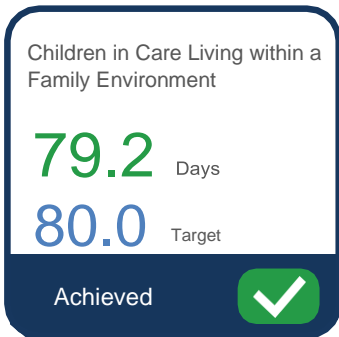 Children in Care Living within a
Family Environment
79.2 Days
80.0 Target
Achieved